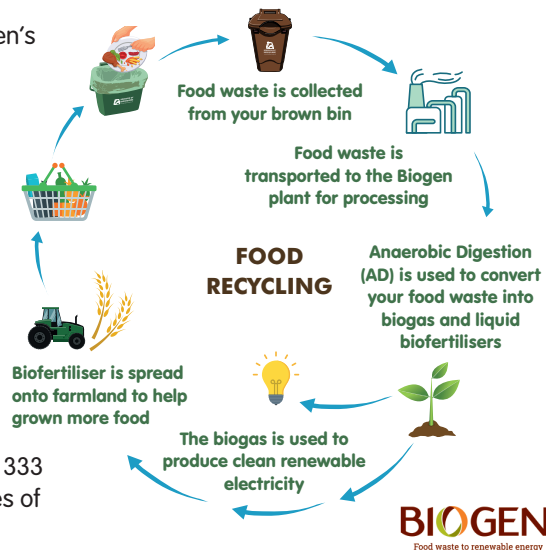 en's
Food waste is collected
from your brown bin
Food waste is
transported to the Biogen
plant for processing
FOOD
RECYCLING
Anaerobic Digestion
(AD) is used to convert
your food waste into
biogas and liquid
biofertilisers
Biofertiliser is spread
onto farmland to help
grown more food
The biogas is used to
produce clean renewable
electricity
333
es of
BIOGEN
Food waste to renewable energy